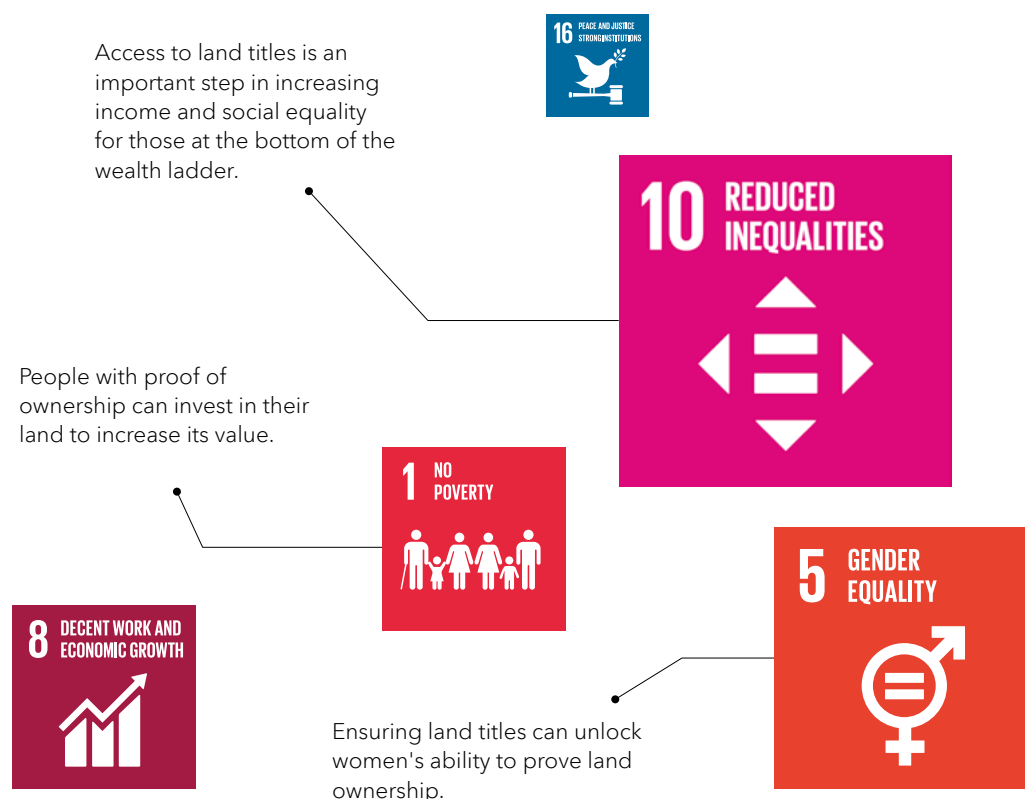 Access to land titles is an
important step in increasing
income and social equality
for those at the bottom of the
wealth ladder.
16 PEACE AND JUSTICE
STRONG INSTITUTIONS
10 REDUCED
INEQUALITIES
People with proof of
ownership can invest in their
land to increase its value.
1 NO
POVERTY
5 GENDER
EQUALITY
8 DECENT WORK AND
ECONOMIC GROWTH
Ensuring land titles can unlock
women's ability to prove land
ownership.